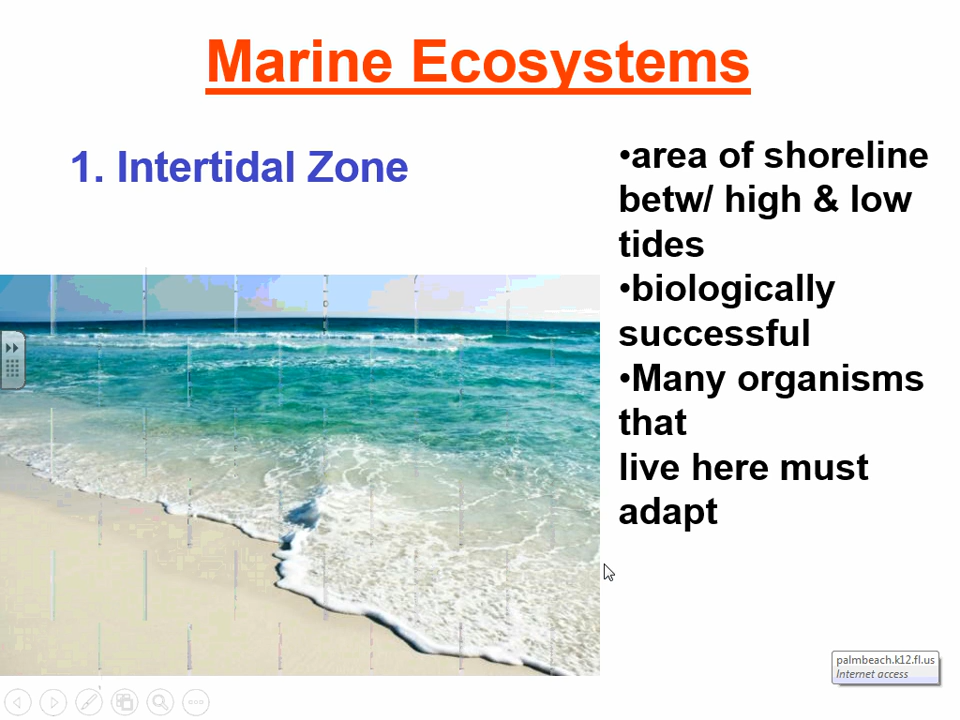 Marine Ecosystems
1. Intertidal Zone
•area of shoreline
betw/ high & low
tides
•biologically
successful
•Many organisms
that
live here must
adapt
palmbeach.k12.fl.us
Internet access